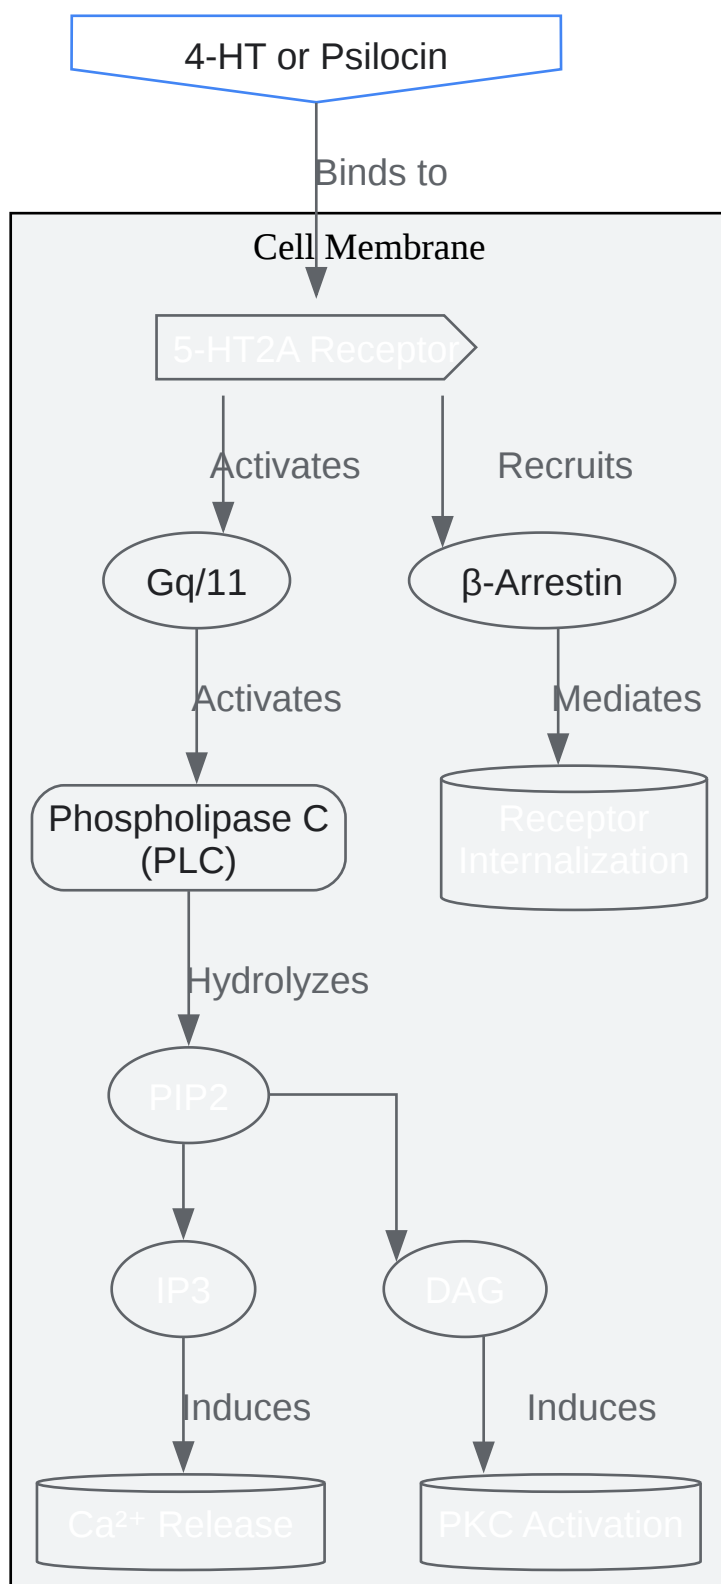 4-HT or Psilocin
Binds to
Cell Membrane
5-HT2A Receptor
Activates
Recruits
Gq/11
β-Arrestin
Activates
Mediates
Phospholipase C
(PLC)
Receptor
Internalization
Hydrolyzes
PIP2
IP3
DAG
Induces
Induces
Ca²⁺ Release
PKC Activation